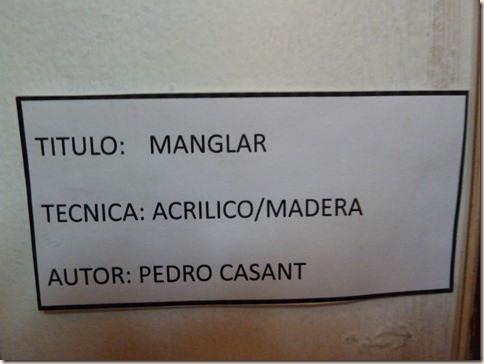 TITULO: MANGLAR
TECNICA: ACRILICO/MADERA
AUTOR: PEDRO CASANT